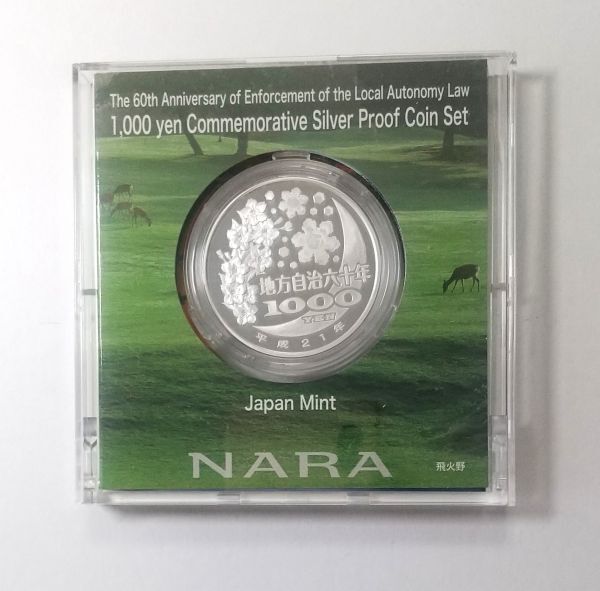 The 60th Anniversary of Enforcement of the Local Autonomy Law
1,000 yen Commemorative Silver Proof Coin Set
地方自治六十年
1000
YEN
平成21年
Japan Mint
NARA
飛火野